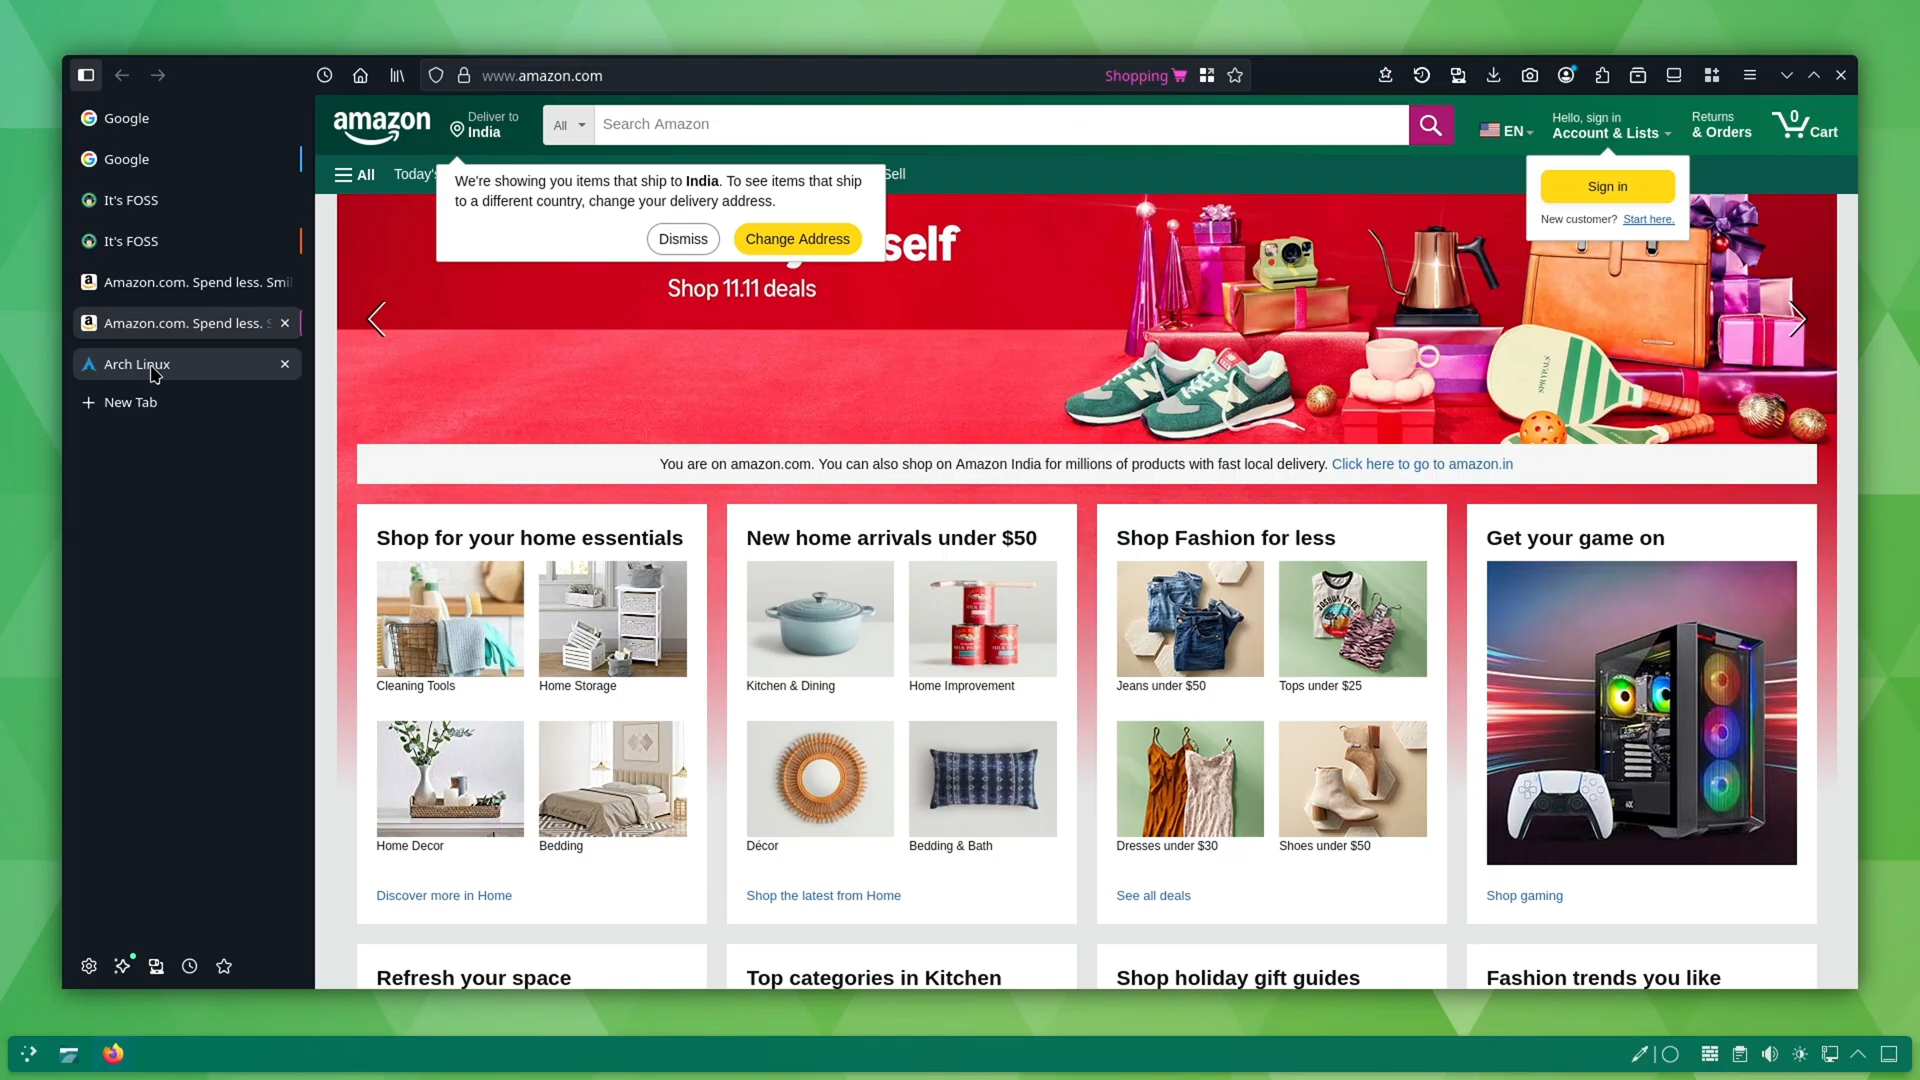 www.amazon.com
Shopping
Google
Google
It's FOSS
It's FOSS
Amazon.com. Spend less. Smil
Amazon.com. Spend less. S
Arch Linux
New Tab
amazon
Deliver to
India
All
Search Amazon
EN
Hello, sign in
Account & Lists
Returns
& Orders
0
Cart
All
Today's
Sell
We're showing you items that ship to India. To see items that ship
to a different country, change your delivery address.
Dismiss
Change Address
Sign in
New customer? Start here.
self
Shop 11.11 deals
You are on amazon.com. You can also shop on Amazon India for millions of products with fast local delivery. Click here to go to amazon.in
Shop for your home essentials
Cleaning Tools
Home Storage
Home Decor
Bedding
Discover more in Home
New home arrivals under $50
Kitchen & Dining
Home Improvement
Décor
Bedding & Bath
Shop the latest from Home
Shop Fashion for less
JOSHUA TREE
Jeans under $50
Tops under $25
Dresses under $30
Shoes under $50
See all deals
Get your game on
Shop gaming
Refresh your space
Top categories in Kitchen
Shop holiday gift guides
Fashion trends you like